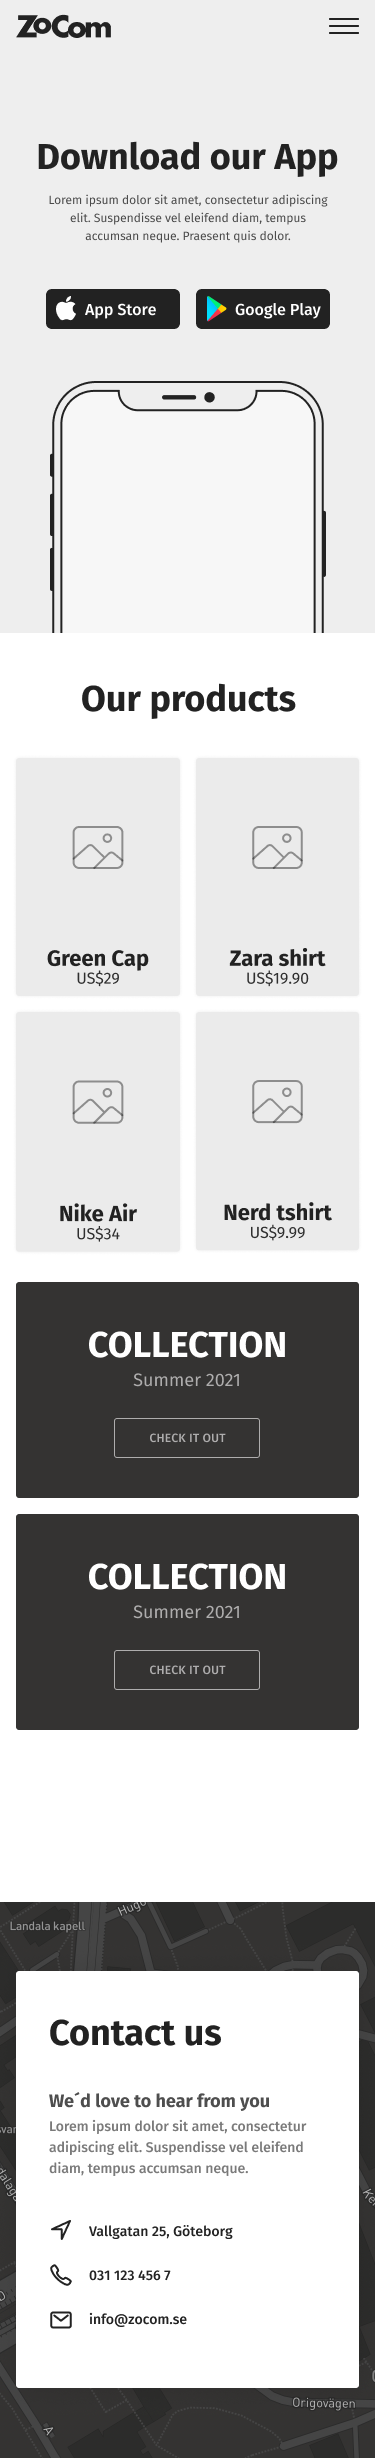 ZoCom
Download our App
Lorem ipsum dolor sit amet, consectetur adipiscing
elit. Suspendisse vel eleifend diam, tempus
accumsan neque. Praesent quis dolor.
App Store
Google Play
Our products
Green Cap
US$29
Zara shirt
US$19.90
Nike Air
US$34
Nerd tshirt
US$9.99
COLLECTION
Summer 2021
CHECK IT OUT
COLLECTION
Summer 2021
CHECK IT OUT
Hugo
Landala kapell
Contact us
We´d love to hear from you
Lorem ipsum dolor sit amet, consectetur
adipiscing elit. Suspendisse vel eleifend
diam, tempus accumsan neque.
Vallgatan 25, Göteborg
031 123 456 7
info@zocom.se
Origovägen